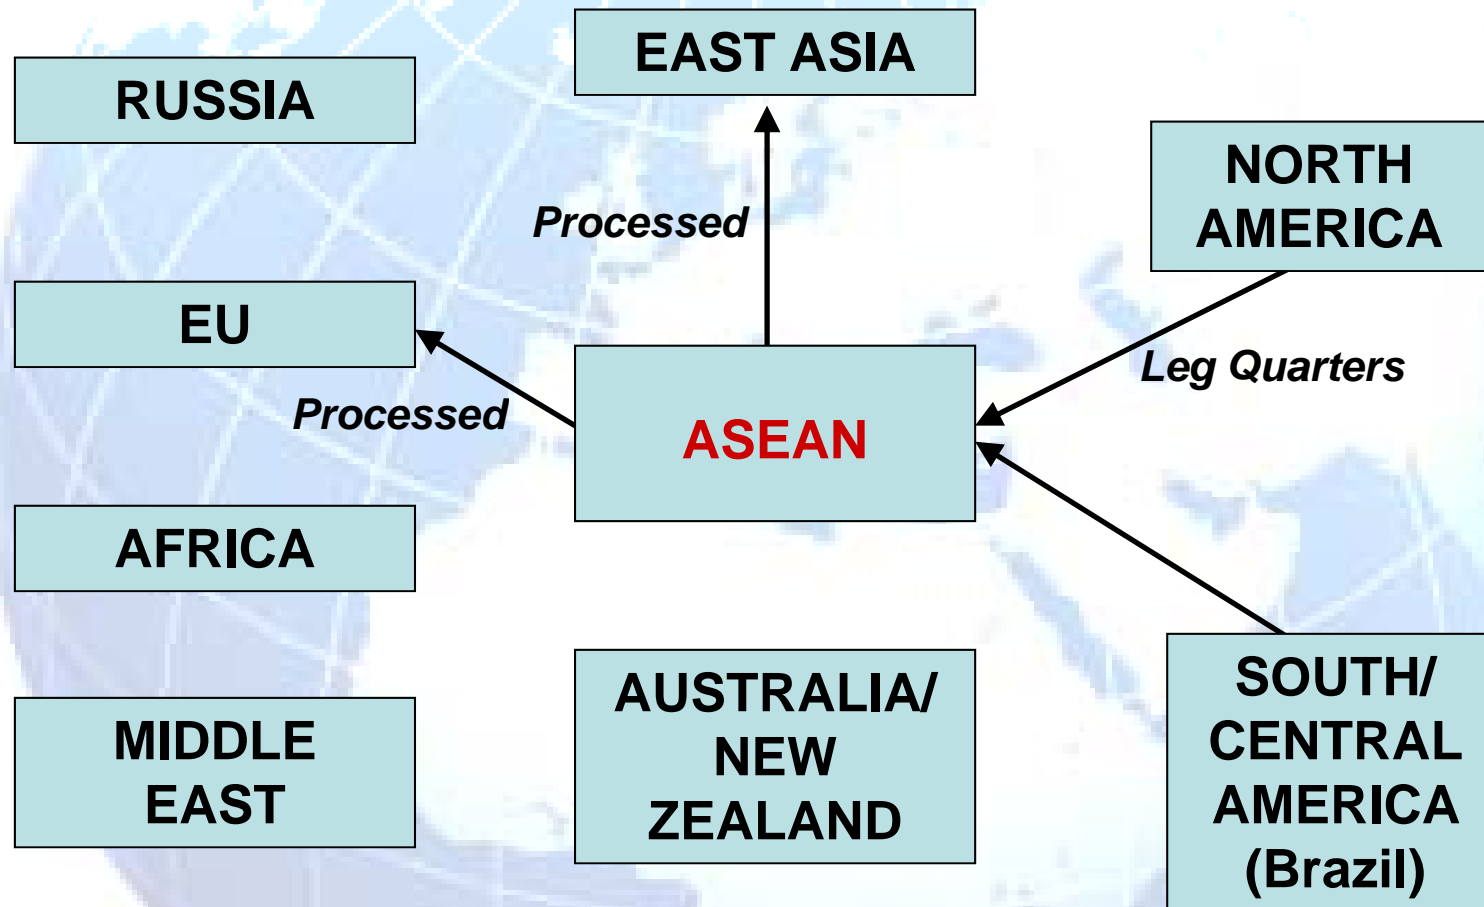 EAST ASIA
RUSSIA
NORTH
AMERICA
Processed
EU
Leg Quarters
Processed
ASEAN
AFRICA
AUSTRALIA/
NEW
ZEALAND
SOUTH/
CENTRAL
AMERICA
(Brazil)
MIDDLE
EAST